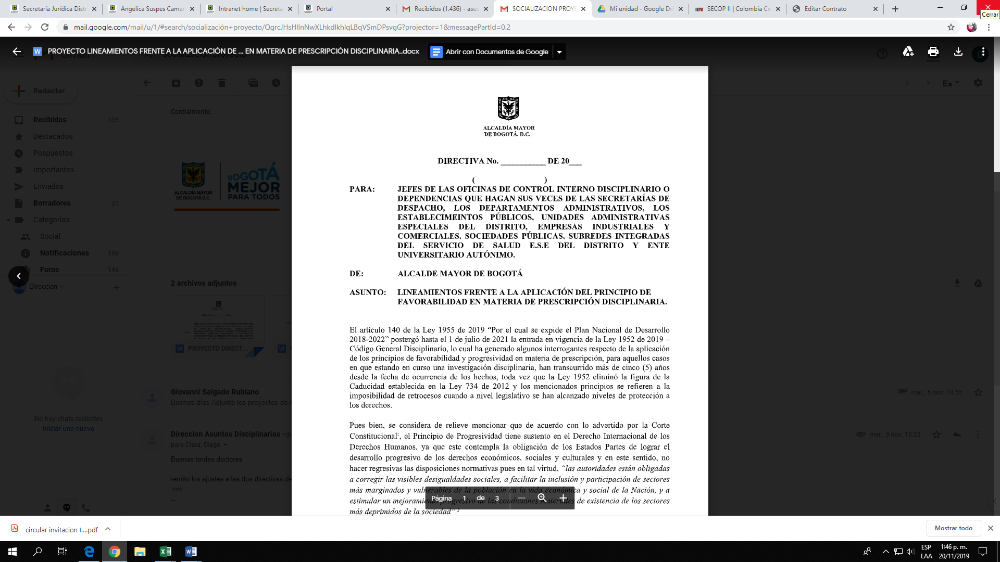 Secretaría Jurídica Distr
Angelica Suspes Camar
Intranet home | Secreta
Portal
Recibidos (1.436) - asus
SOCIALIZACION PROYE
Mi unidad - Google Dri
SECOP II | Colombia Co
Editar Contrato
Cerrar
mail.google.com/mail/u/1/#search/socialización+proyecto/QgrcJHsHlInNwXLhkdlkhlqLBqVSmDPsvgG?projector=1&messagePartId=0.2
PROYECTO LINEAMIENTOS FRENTE A LA APLICACIÓN DE ... EN MATERIA DE PRESCRIPCIÓN DISCIPLINARIA..docx
Abrir con Documentos de Google
Redactar
Es
Cordialmente.
--
Recibidos 335
Destacados
Pospuestos
Importantes
Enviados
Borradores 31
Categorías
Social
Notificaciones 199
Foros 149
Direccion
ALCALDÍA MAYOR
DE BOGOTÁ D.C.
BOGOTÁ
MEJOR
PARA TODOS
2 archivos adjuntos
PROYECTO DIRECT...
Giovanni Salgado Rubiano
mar., 5 nov. 10:55
Buenos días Adjunto los proyectos de
No hay chats recientes
Iniciar uno nuevo
Direccion Asuntos Disciplinarios
mar., 5 nov. 15:23
para Clara, Diego
Buenas tardes doctores
remito los ajustes a las dos directivas de
--
ALCALDÍA MAYOR
DE BOGOTÁ, D.C.
DIRECTIVA No. ___________ DE 20___
( )
PARA: JEFES DE LAS OFICINAS DE CONTROL INTERNO DISCIPLINARIO O
DEPENDENCIAS QUE HAGAN SUS VECES DE LAS SECRETARÍAS DE
DESPACHO, LOS DEPARTAMENTOS ADMINISTRATIVOS, LOS
ESTABLECIMEINTOS PÚBLICOS, UNIDADES ADMINISTRATIVAS
ESPECIALES DEL DISTRITO, EMPRESAS INDUSTRIALES Y
COMERCIALES, SOCIEDADES PÚBLICAS, SUBREDES INTEGRADAS
DEL SERVICIO DE SALUD E.S.E DEL DISTRITO Y ENTE
UNIVERSITARIO AUTÓNIMO.
DE: ALCALDE MAYOR DE BOGOTÁ
ASUNTO: LINEAMIENTOS FRENTE A LA APLICACIÓN DEL PRINCIPIO DE
FAVORABILIDAD EN MATERIA DE PRESCRIPCIÓN DISCIPLINARIA.
El artículo 140 de la Ley 1955 de 2019 “Por el cual se expide el Plan Nacional de Desarrollo
2018-2022” postergó hasta el 1 de julio de 2021 la entrada en vigencia de la Ley 1952 de 2019 –
Código General Disciplinario, lo cual ha generado algunos interrogantes respecto de la aplicación
de los principios de favorabilidad y progresividad en materia de prescripción, para aquellos casos
en que estando en curso una investigación disciplinaria, han transcurrido más de cinco (5) años
desde la fecha de ocurrencia de los hechos, toda vez que la Ley 1952 eliminó la figura de la
Caducidad establecida en la Ley 734 de 2012 y los mencionados principios se refieren a la
imposibilidad de retrocesos cuando a nivel legislativo se han alcanzado niveles de protección a
los derechos.
Pues bien, se considera de relieve mencionar que de acuerdo con lo advertido por la Corte
Constitucional¹, el Principio de Progresividad tiene sustento en el Derecho Internacional de los
Derechos Humanos, ya que este contempla la obligación de los Estados Partes de lograr el
desarrollo progresivo de los derechos económicos, sociales y culturales y en este sentido, no
hacer regresivas las disposiciones normativas pues en tal virtud, “las autoridades están obligadas
a corregir las visibles desigualdades sociales, a facilitar la inclusión y participación de sectores
más marginados y vulnerables de la población en la vida económica y social de la Nación, y a
estimular un mejoramiento progresivo de las condiciones materiales de existencia de los sectores
más deprimidos de la sociedad”.²
Página 1 de 3
circular invitacion I....pdf
Mostrar todo
ESP
LAA
1:46 p. m.
20/11/2019